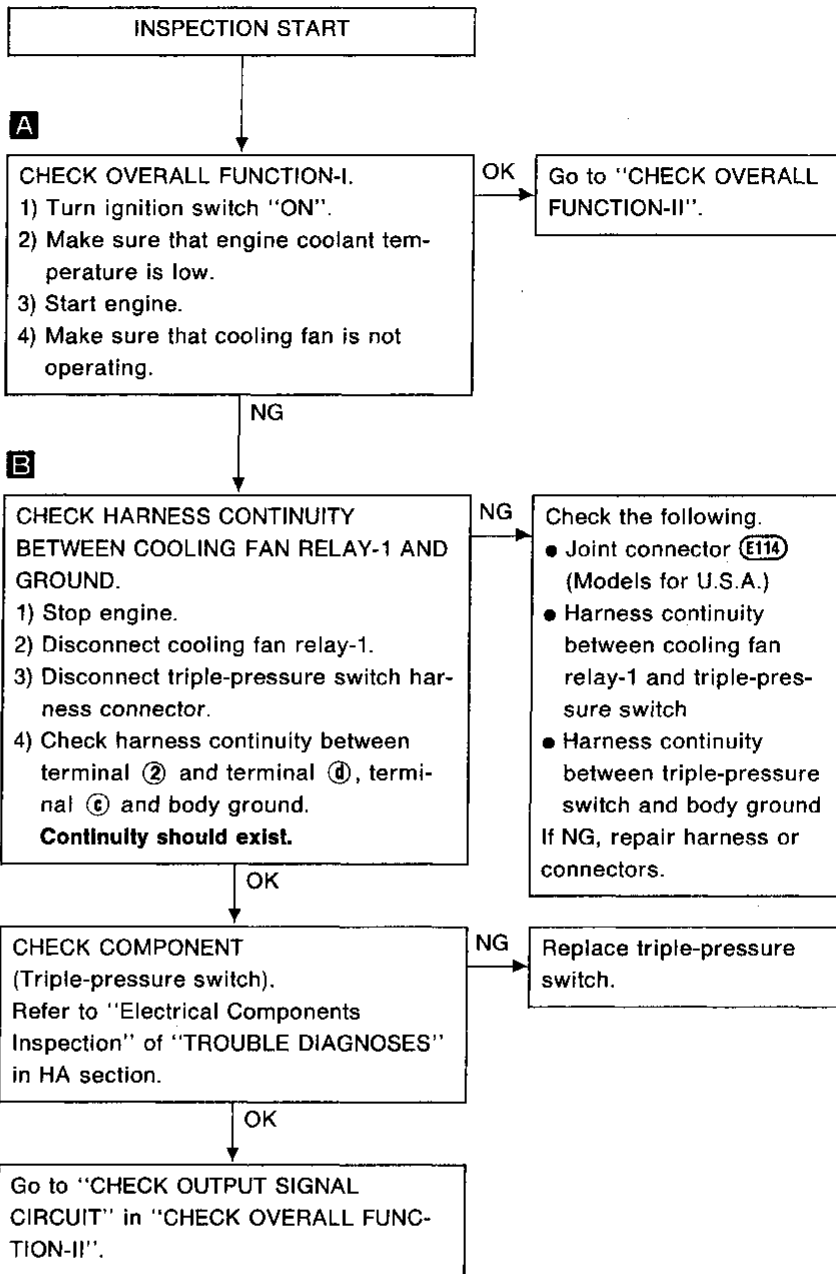 INSPECTION START
A
CHECK OVERALL FUNCTION-I.
1) Turn ignition switch "ON".
2) Make sure that engine coolant tem-
perature is low.
3) Start engine.
4) Make sure that cooling fan is not
operating.
OK
Go to "CHECK OVERALL
FUNCTION-II".
NG
B
CHECK HARNESS CONTINUITY
BETWEEN COOLING FAN RELAY-1 AND
GROUND.
1) Stop engine.
2) Disconnect cooling fan relay-1.
3) Disconnect triple-pressure switch har-
ness connector.
4) Check harness continuity between
terminal ② and terminal ⓓ, termi-
nal ⓒ and body ground.
Continuity should exist.
NG
Check the following.
● Joint connector (E114)
(Models for U.S.A.)
● Harness continuity
between cooling fan
relay-1 and triple-pres-
sure switch
● Harness continuity
between triple-pressure
switch and body ground
If NG, repair harness or
connectors.
OK
CHECK COMPONENT
(Triple-pressure switch).
Refer to "Electrical Components
Inspection" of "TROUBLE DIAGNOSES"
in HA section.
NG
Replace triple-pressure
switch.
OK
Go to "CHECK OUTPUT SIGNAL
CIRCUIT" in "CHECK OVERALL FUNC-
TION-II".